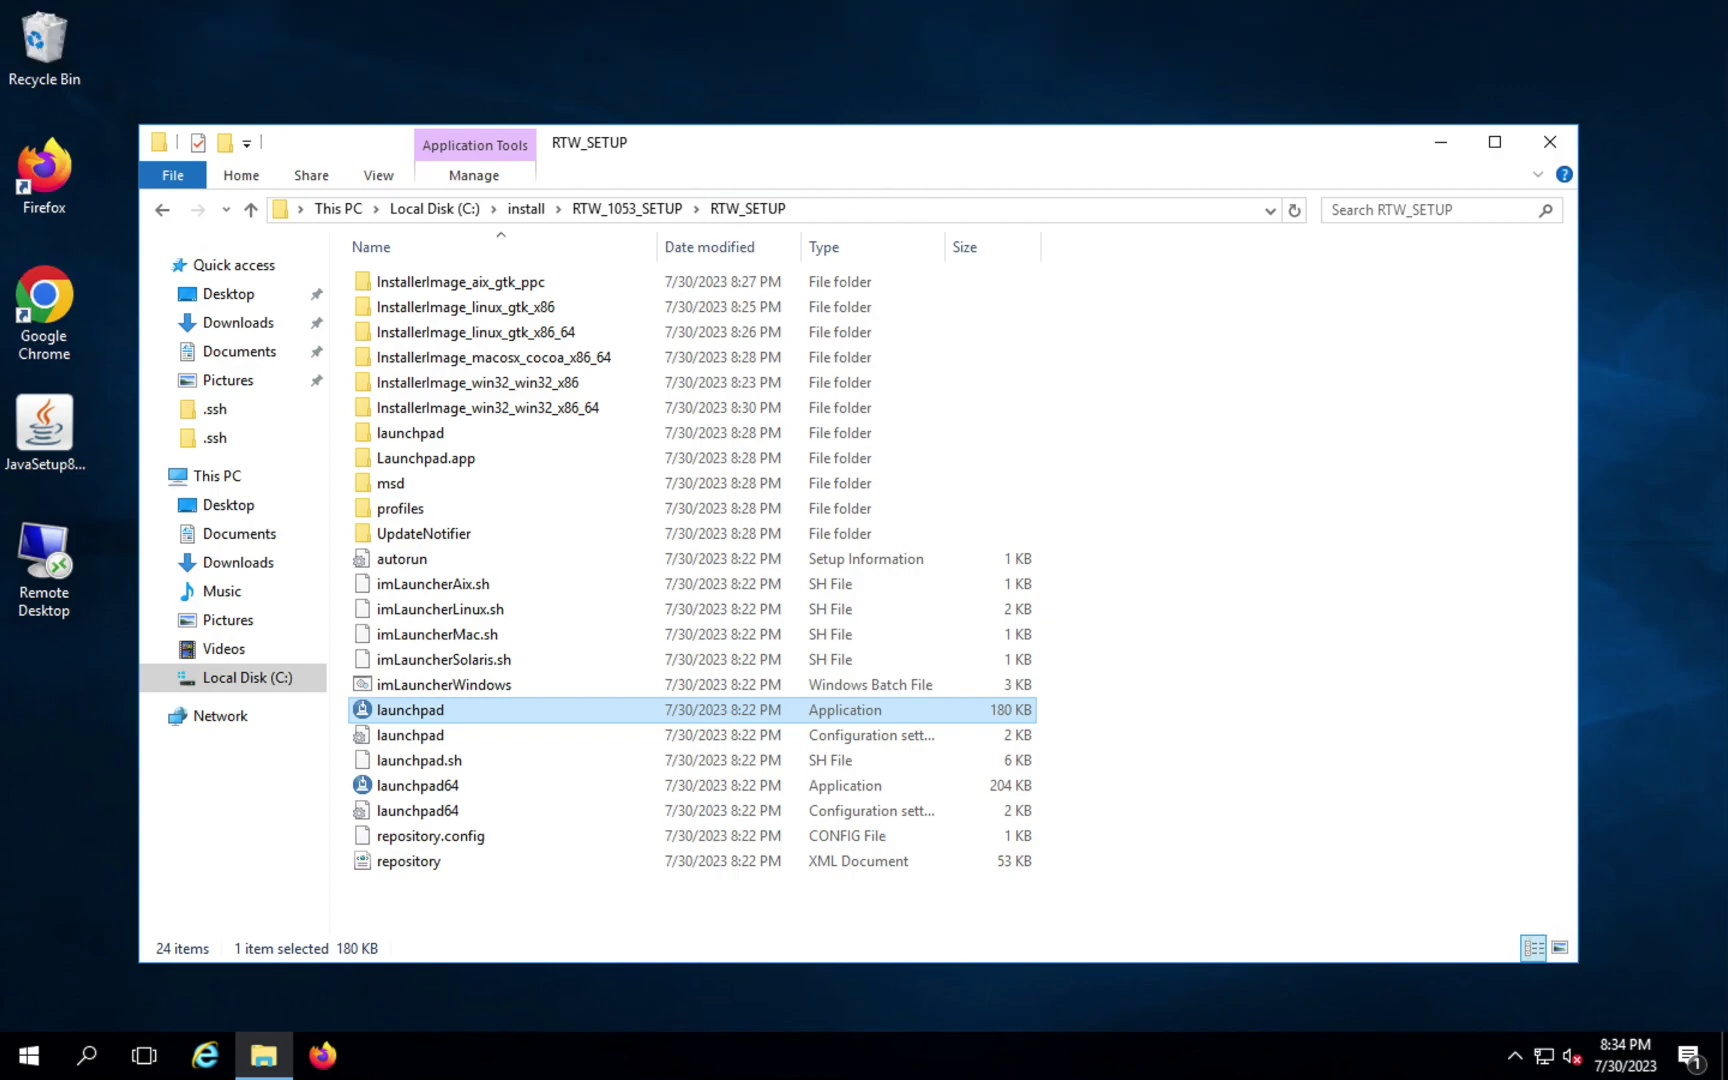 Recycle Bin
Firefox
Google
Chrome
JavaSetup8...
Remote
Desktop
Application Tools
RTW_SETUP
File
Home
Share
View
Manage
This PC
Local Disk (C:)
install
RTW_1053_SETUP
RTW_SETUP
Search RTW_SETUP
Quick access
Desktop
Downloads
Documents
Pictures
.ssh
.ssh
This PC
Desktop
Documents
Downloads
Music
Pictures
Videos
Local Disk (C:)
Network
Name Date modified Type Size
InstallerImage_aix_gtk_ppc 7/30/2023 8:27 PM File folder
InstallerImage_linux_gtk_x86 7/30/2023 8:25 PM File folder
InstallerImage_linux_gtk_x86_64 7/30/2023 8:26 PM File folder
InstallerImage_macosx_cocoa_x86_64 7/30/2023 8:28 PM File folder
InstallerImage_win32_win32_x86 7/30/2023 8:23 PM File folder
InstallerImage_win32_win32_x86_64 7/30/2023 8:30 PM File folder
launchpad 7/30/2023 8:28 PM File folder
Launchpad.app 7/30/2023 8:28 PM File folder
msd 7/30/2023 8:28 PM File folder
profiles 7/30/2023 8:28 PM File folder
UpdateNotifier 7/30/2023 8:28 PM File folder
autorun 7/30/2023 8:22 PM Setup Information 1 KB
imLauncherAix.sh 7/30/2023 8:22 PM SH File 1 KB
imLauncherLinux.sh 7/30/2023 8:22 PM SH File 2 KB
imLauncherMac.sh 7/30/2023 8:22 PM SH File 1 KB
imLauncherSolaris.sh 7/30/2023 8:22 PM SH File 1 KB
imLauncherWindows 7/30/2023 8:22 PM Windows Batch File 3 KB
launchpad 7/30/2023 8:22 PM Application 180 KB
launchpad 7/30/2023 8:22 PM Configuration sett... 2 KB
launchpad.sh 7/30/2023 8:22 PM SH File 6 KB
launchpad64 7/30/2023 8:22 PM Application 204 KB
launchpad64 7/30/2023 8:22 PM Configuration sett... 2 KB
repository.config 7/30/2023 8:22 PM CONFIG File 1 KB
repository 7/30/2023 8:22 PM XML Document 53 KB
24 items 1 item selected 180 KB
8:34 PM
7/30/2023
1